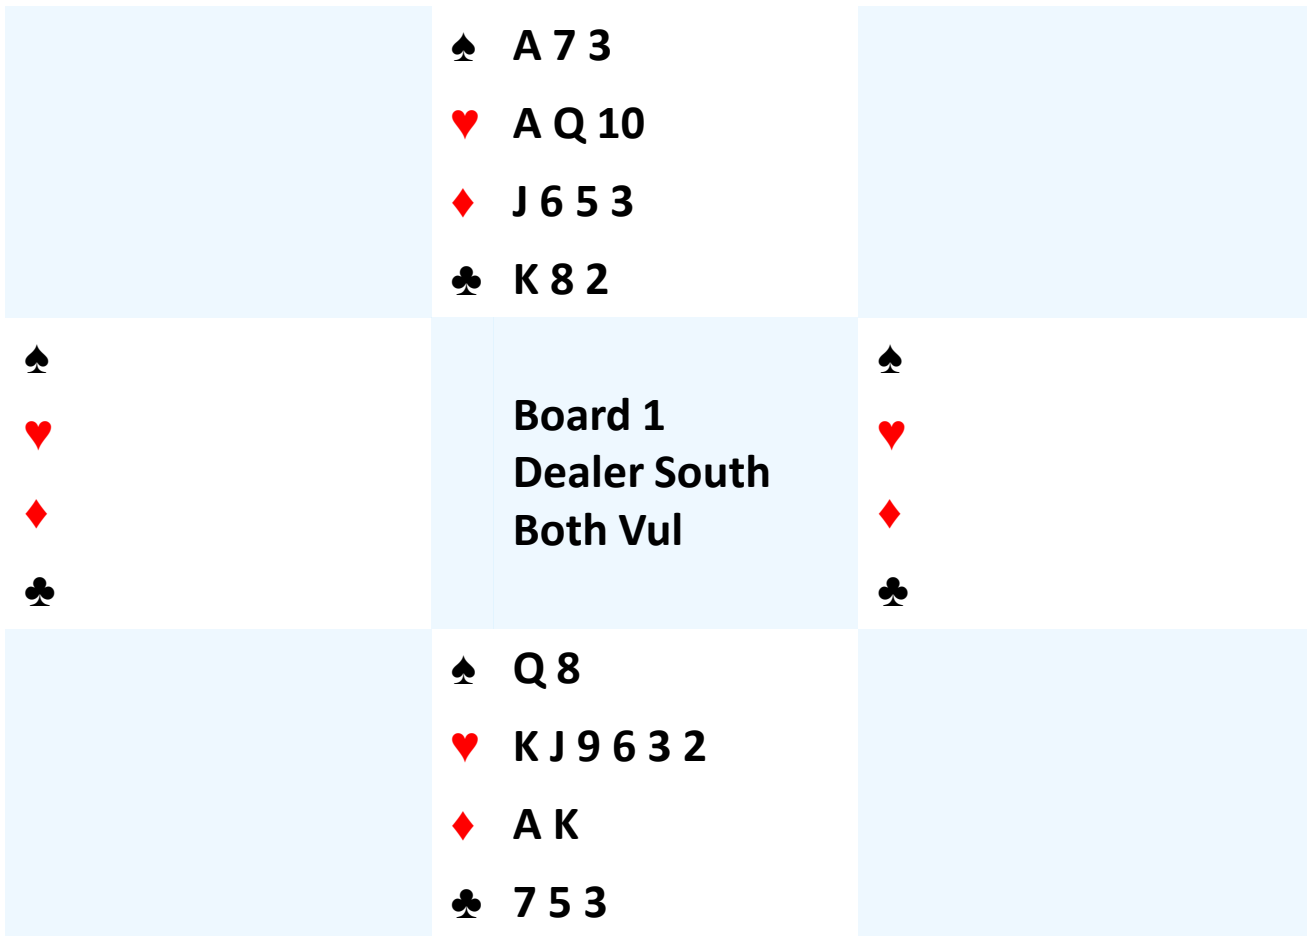 ♠ A 7 3
♥ A Q 10
♦ J 6 5 3
♣ K 8 2
♠
♥
♦
♣
Board 1
Dealer South
Both Vul
♠
♥
♦
♣
♠ Q 8
♥ K J 9 6 3 2
♦ A K
♣ 7 5 3